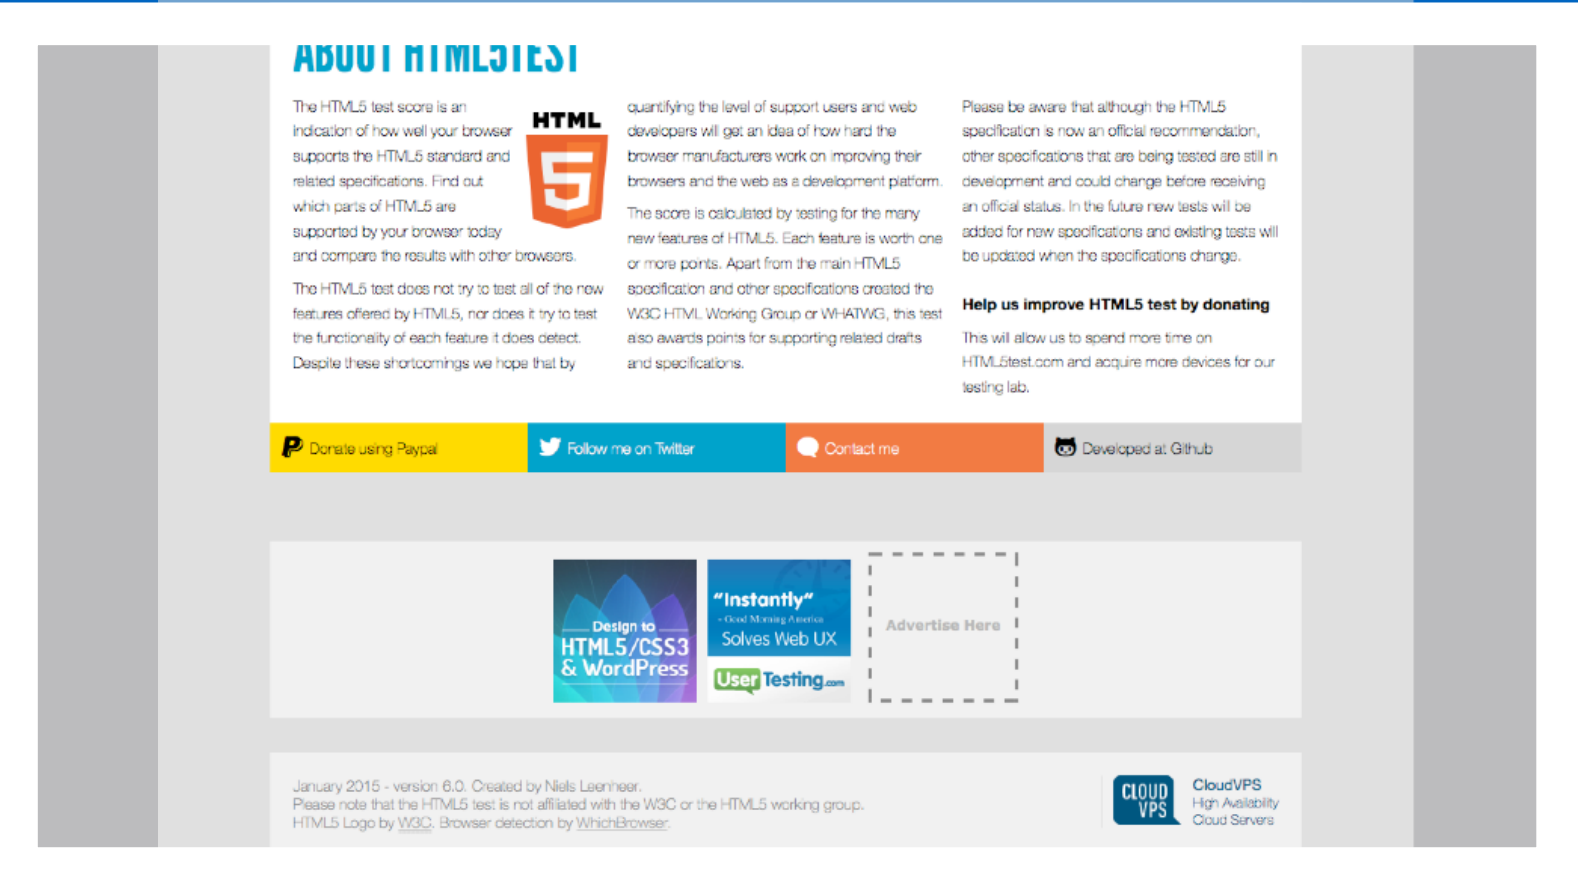 ABOUT HTML5TEST
The HTML5 test score is an
indication of how well your browser
supports the HTML5 standard and
related specifications. Find out
which parts of HTML5 are
supported by your browser today
and compare the results with other browsers.
The HTML5 test does not try to test all of the new
features offered by HTML5, nor does it try to test
the functionality of each feature it does detect.
Despite these shortcomings we hope that by
HTML
5
quantifying the level of support users and web
developers will get an idea of how hard the
browser manufacturers work on improving their
browsers and the web as a development platform.
The score is calculated by testing for the many
new features of HTML5. Each feature is worth one
or more points. Apart from the main HTML5
specification and other specifications created the
W3C HTML Working Group or WHATWG, this test
also awards points for supporting related drafts
and specifications.
Please be aware that although the HTML5
specification is now an official recommendation,
other specifications that are being tested are still in
development and could change before receiving
an official status. In the future new tests will be
added for new specifications and existing tests will
be updated when the specifications change.
Help us improve HTML5 test by donating
This will allow us to spend more time on
HTML5test.com and acquire more devices for our
testing lab.
Donate using Paypal
Follow me on Twitter
Contact me
Developed at Github
Design to
HTML5/CSS3
& WordPress
"Instantly"
- Good Morning America
Solves Web UX
UserTesting.com
Advertise Here
January 2015 - version 6.0. Created by Niels Leenheer.
Please note that the HTML5 test is not affiliated with the W3C or the HTML5 working group.
HTML5 Logo by W3C. Browser detection by WhichBrowser.
CLOUD
VPS
CloudVPS
High Availability
Cloud Servers